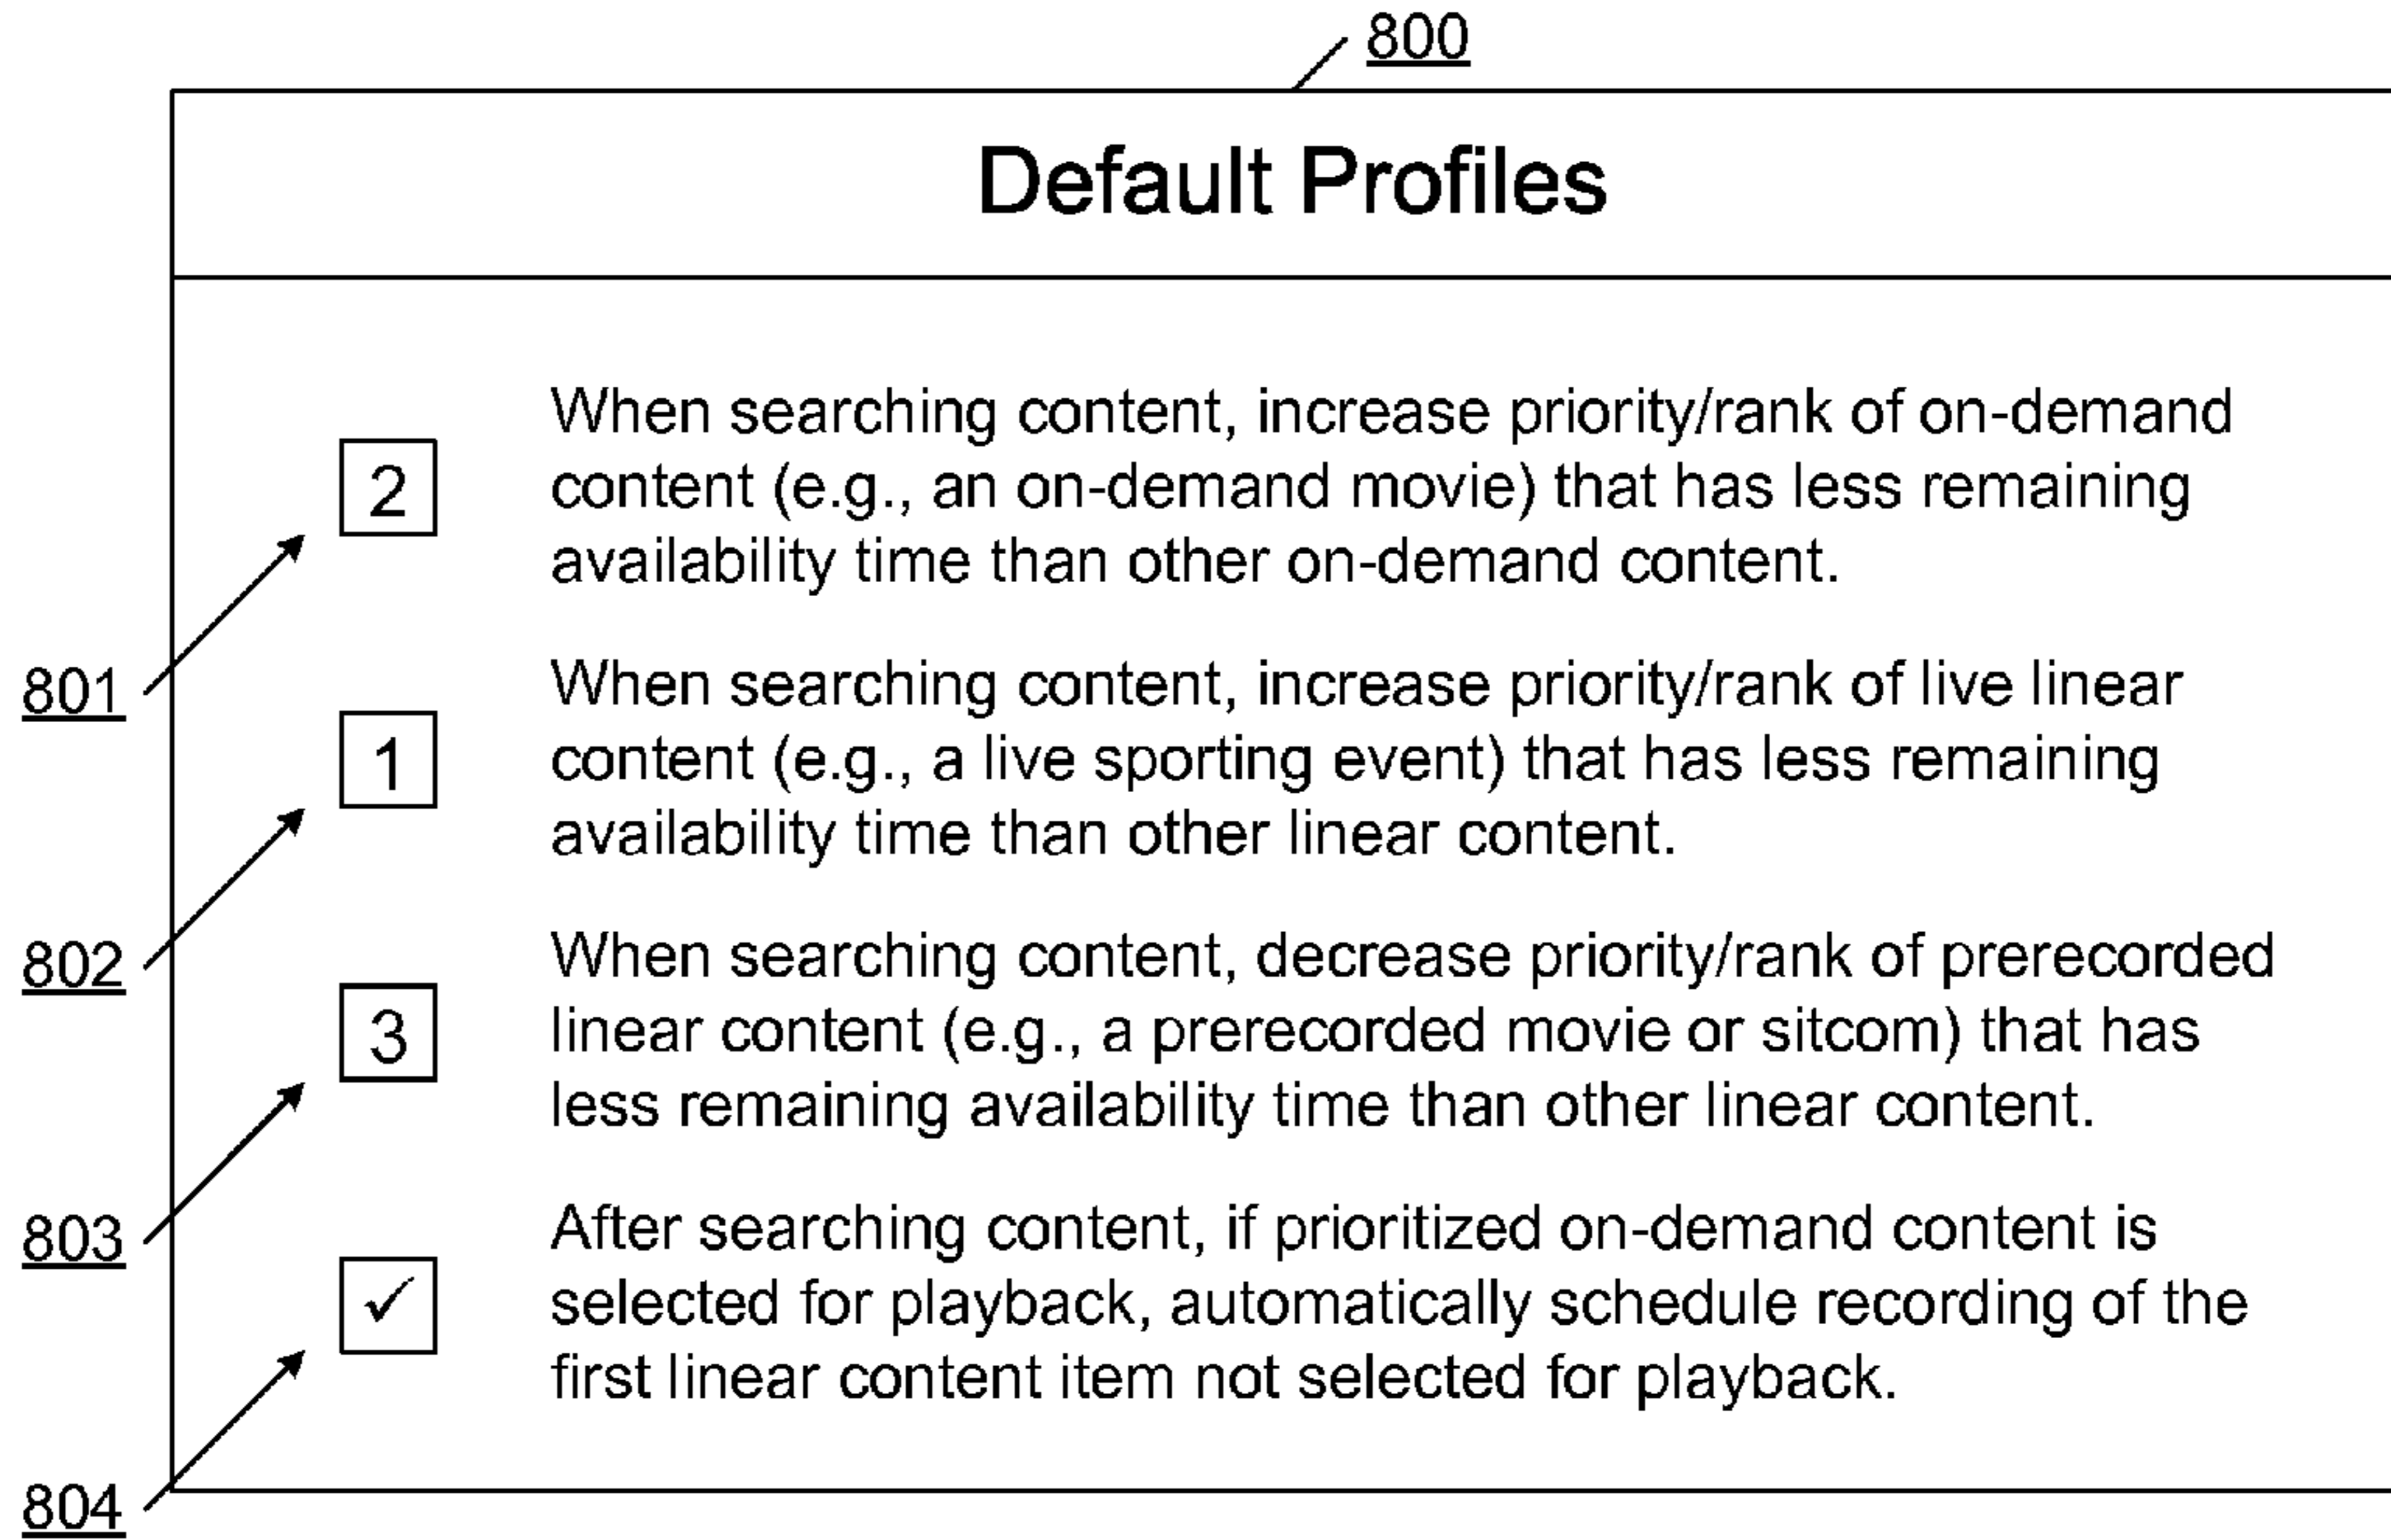 800
Default Profiles
2
When searching content, increase priority/rank of on-demand
content (e.g., an on-demand movie) that has less remaining
availability time than other on-demand content.
801
1
When searching content, increase priority/rank of live linear
content (e.g., a live sporting event) that has less remaining
availability time than other linear content.
802
3
When searching content, decrease priority/rank of prerecorded
linear content (e.g., a prerecorded movie or sitcom) that has
less remaining availability time than other linear content.
803
✓
After searching content, if prioritized on-demand content is
selected for playback, automatically schedule recording of the
first linear content item not selected for playback.
804